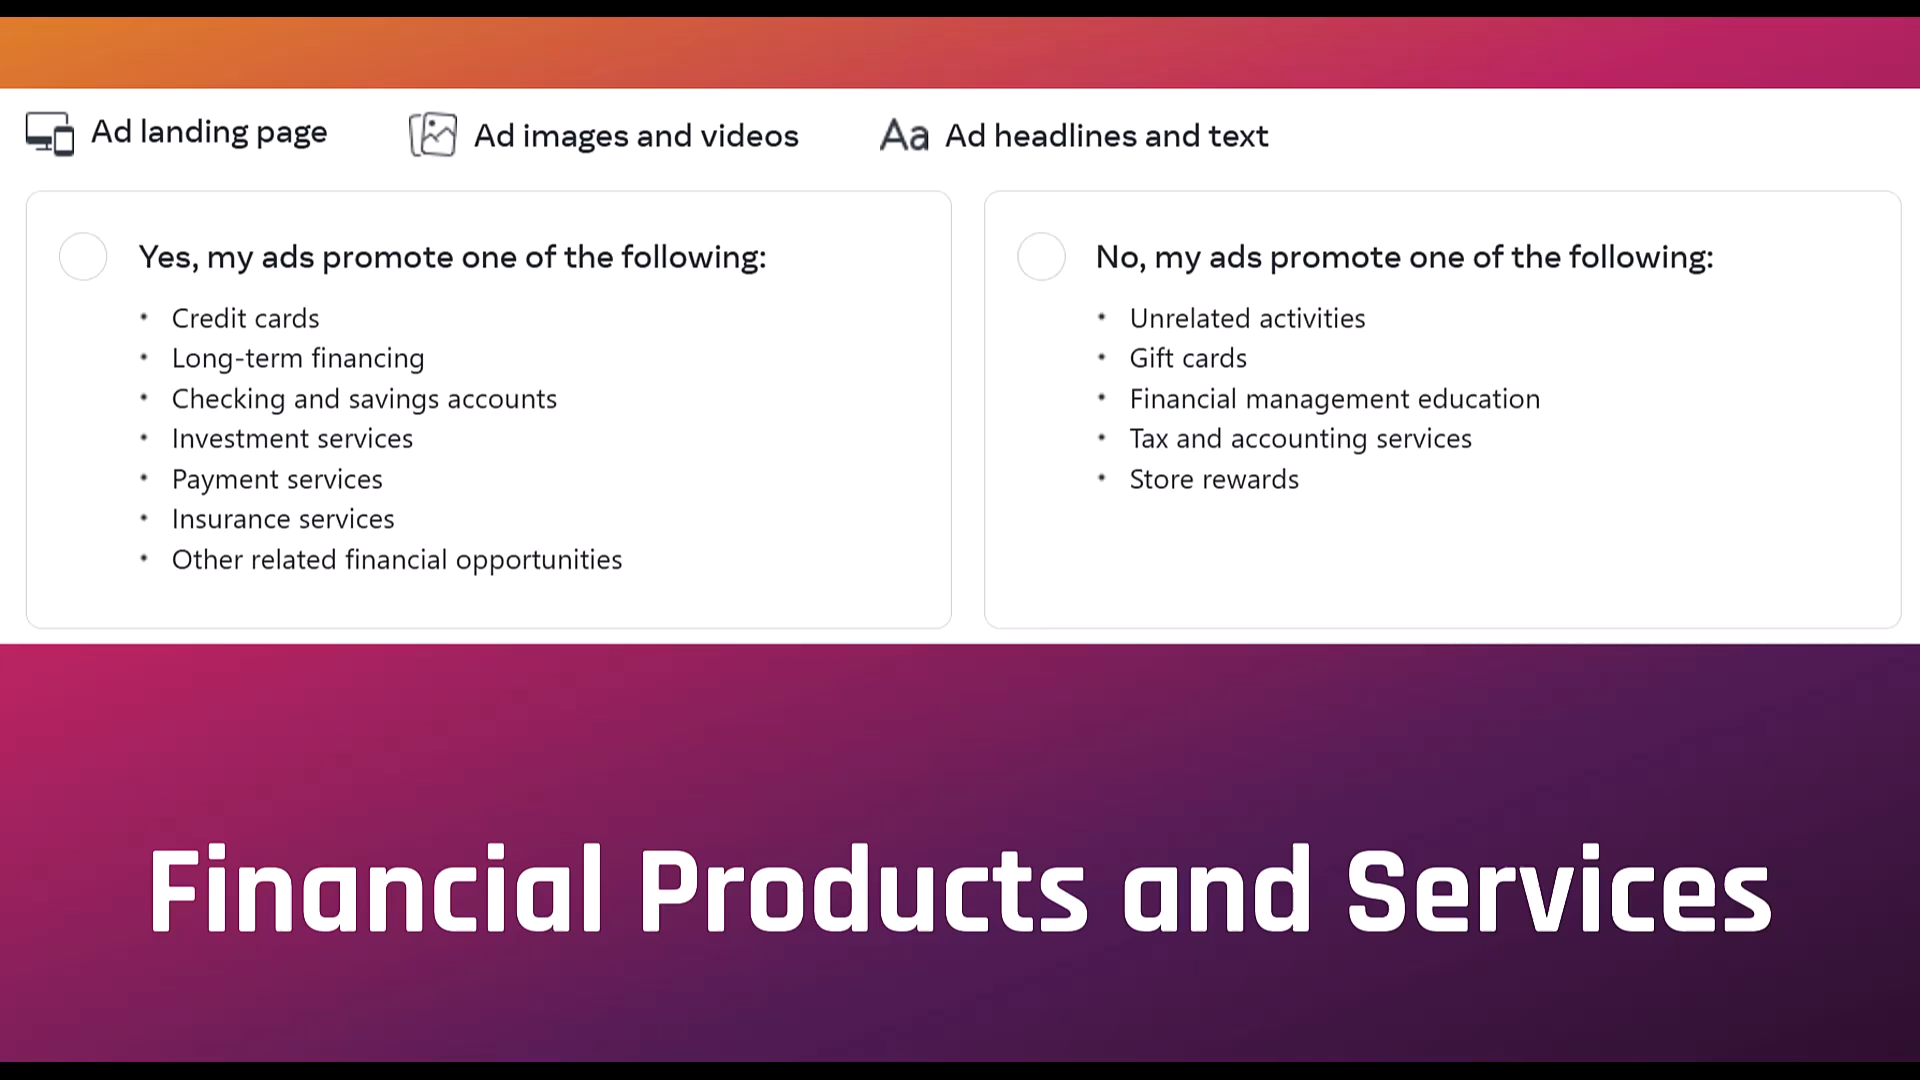 Ad landing page
Ad images and videos
Aa Ad headlines and text
Yes, my ads promote one of the following:
• Credit cards
• Long-term financing
• Checking and savings accounts
• Investment services
• Payment services
• Insurance services
• Other related financial opportunities
No, my ads promote one of the following:
• Unrelated activities
• Gift cards
• Financial management education
• Tax and accounting services
• Store rewards
Financial Products and Services